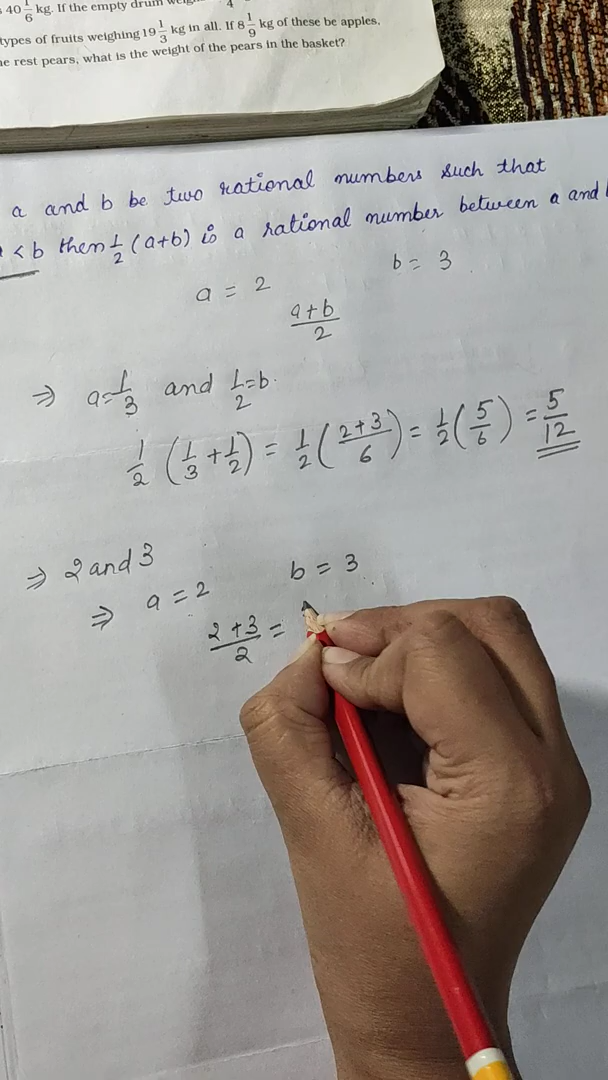 40 1/6 kg. If the empty drum
types of fruits weighing 19 1/3 kg in all. If 8 1/9 kg of these be apples,
rest pears, what is the weight of the pears in the basket?
a and b be two rational numbers such that
< b then 1/2 (a+b) is a rational number between a and
a = 2 b = 3
a+b/2
⇒ a=1/3 and 1/2=b.
1/2 (1/3 + 1/2) = 1/2 (2+3/6) = 1/2 (5/6) = 5/12
⇒ 2 and 3
⇒ a = 2 b = 3
2+3/2 =